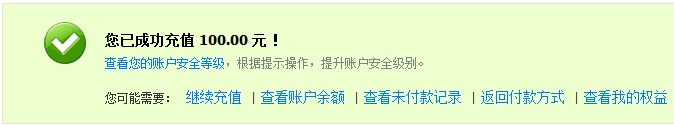 您已成功充值 100.00 元！
查看您的账户安全等级，根据提示操作，提升账户安全级别。
您可能需要： 继续充值 | 查看账户余额 | 查看未付款记录 | 返回付款方式 | 查看我的权益